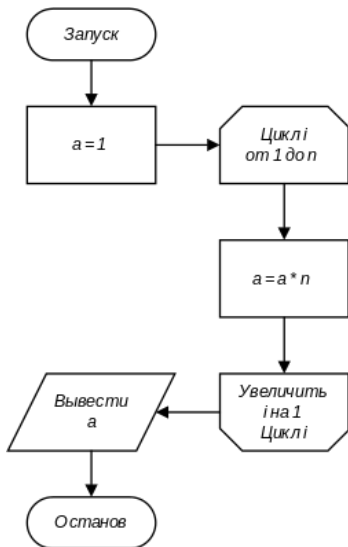 Запуск
a = 1
Цикл i
от 1 до n
a = a * n
Увеличить
i на 1
Цикл i
Вывести
a
Останов